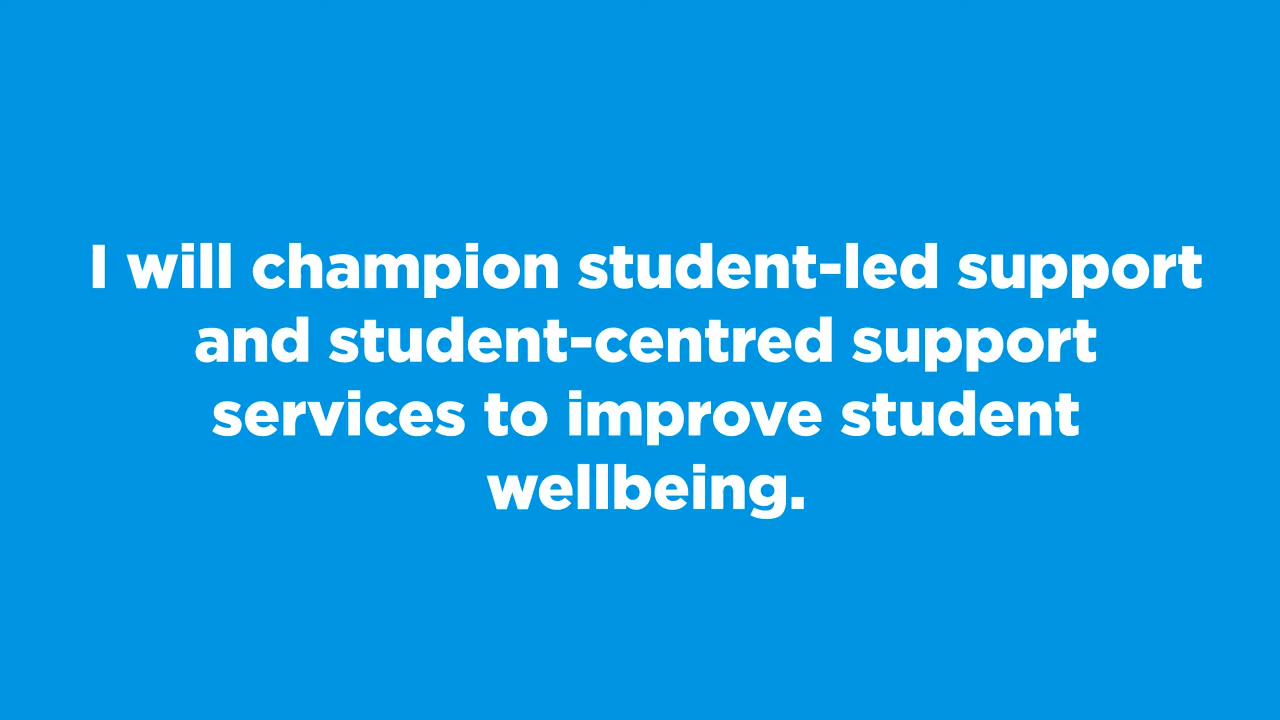 I will champion student-led support
and student-centred support
services to improve student
wellbeing.